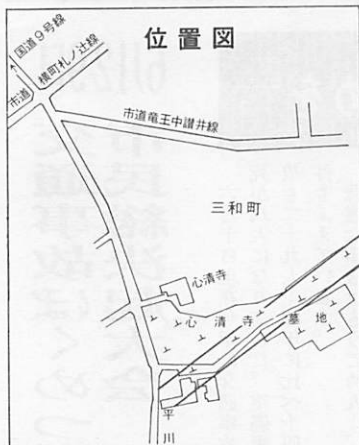 位置図
国道9号線
市道
横町札ノ辻線
市道竜王中讃井線
三和町
心清寺
心清寺墓地
平川